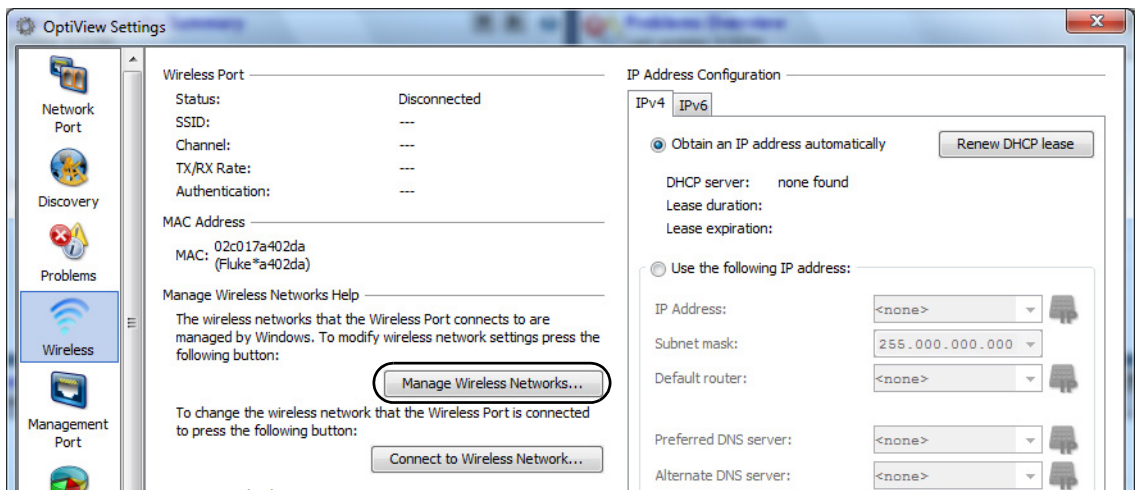 OptiView Settings
Network
Port
Discovery
Problems
Wireless
Management
Port
Wireless Port
Status: Disconnected
SSID: ---
Channel: ---
TX/RX Rate: ---
Authentication: ---
MAC Address
MAC: 02c017a402da
(Fluke*a402da)
Manage Wireless Networks Help
The wireless networks that the Wireless Port connects to are
managed by Windows. To modify wireless network settings press the
following button:
Manage Wireless Networks...
To change the wireless network that the Wireless Port is connected
to press the following button:
Connect to Wireless Network...
IP Address Configuration
IPv4 IPv6
Obtain an IP address automatically Renew DHCP lease
DHCP server: none found
Lease duration:
Lease expiration:
Use the following IP address:
IP Address: <none>
Subnet mask: 255.000.000.000
Default router: <none>
Preferred DNS server: <none>
Alternate DNS server: <none>